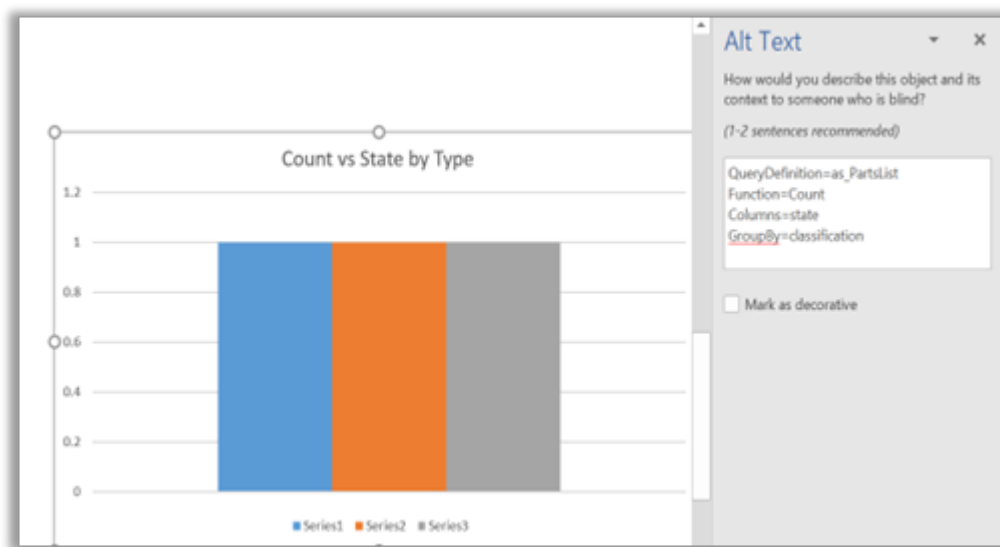 Count vs State by Type
1.2
1
0.8
0.6
0.4
0.2
0
Series1 Series2 Series3
Alt Text
How would you describe this object and its
context to someone who is blind?
(1-2 sentences recommended)
QueryDefinition=as_PartsList
Function=Count
Columns=state
GroupBy=classification
Mark as decorative